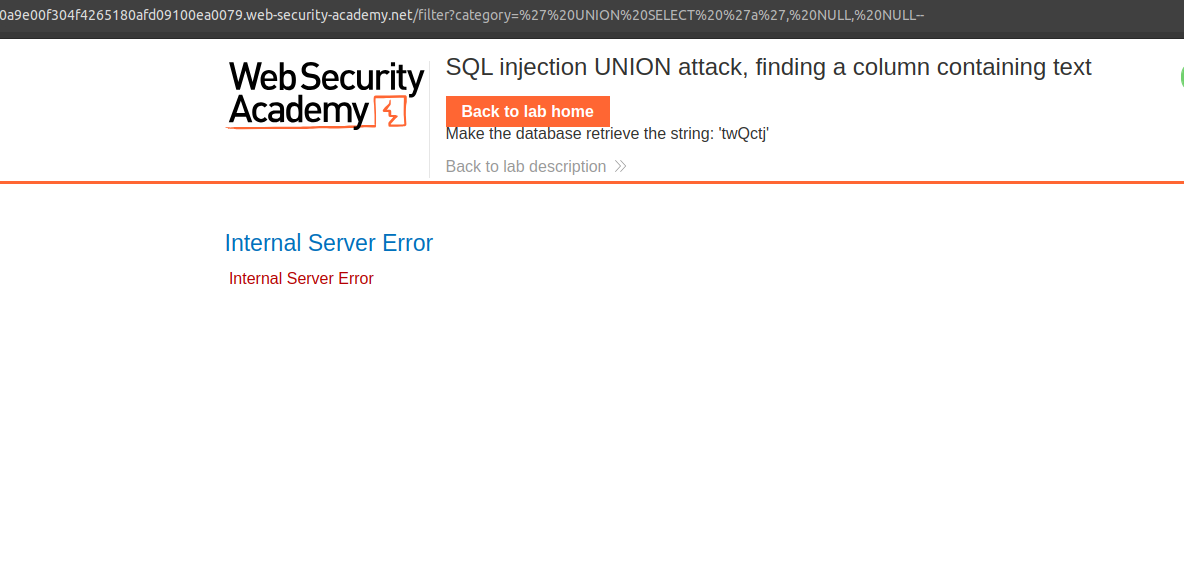 0a9e00f304f4265180afd09100ea0079.web-security-academy.net/filter?category=%27%20UNION%20SELECT%20%27a%27,%20NULL,%20NULL--
Web Security
Academy
SQL injection UNION attack, finding a column containing text
Back to lab home
Make the database retrieve the string: 'twQctj'
Back to lab description
Internal Server Error
Internal Server Error